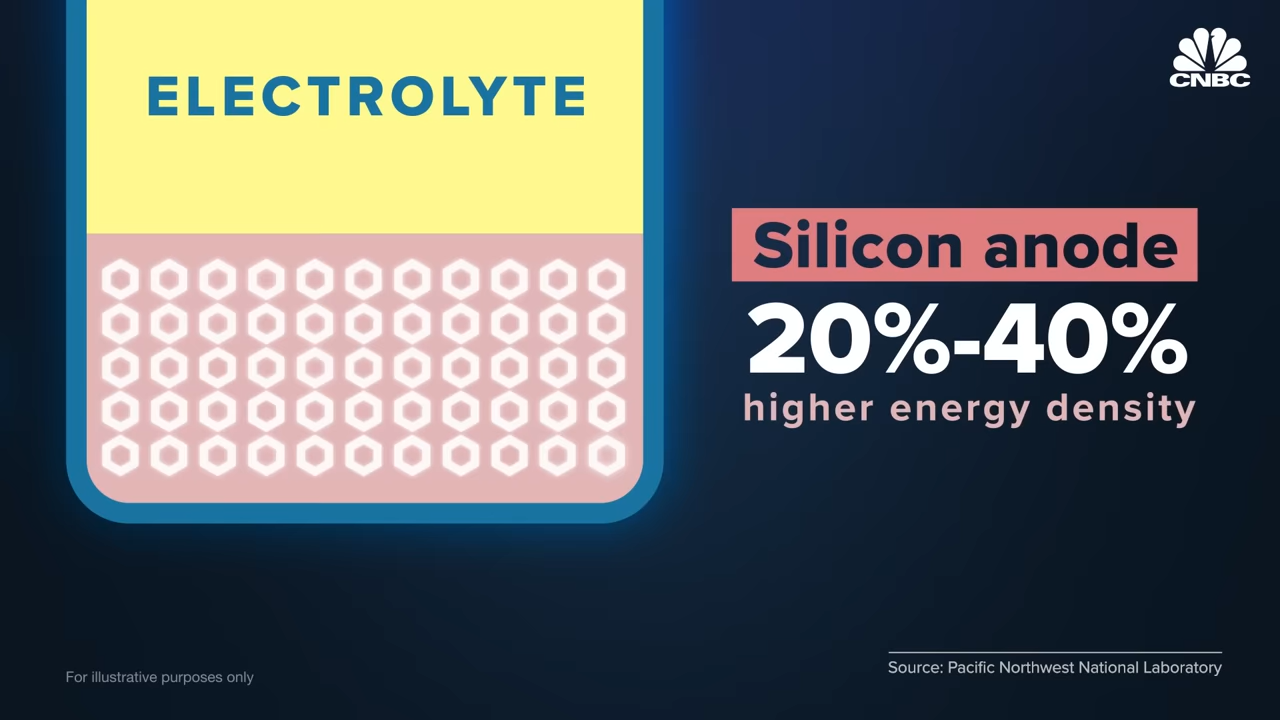 ELECTROLYTE
CNBC
Silicon anode
20%-40%
higher energy density
For illustrative purposes only
Source: Pacific Northwest National Laboratory